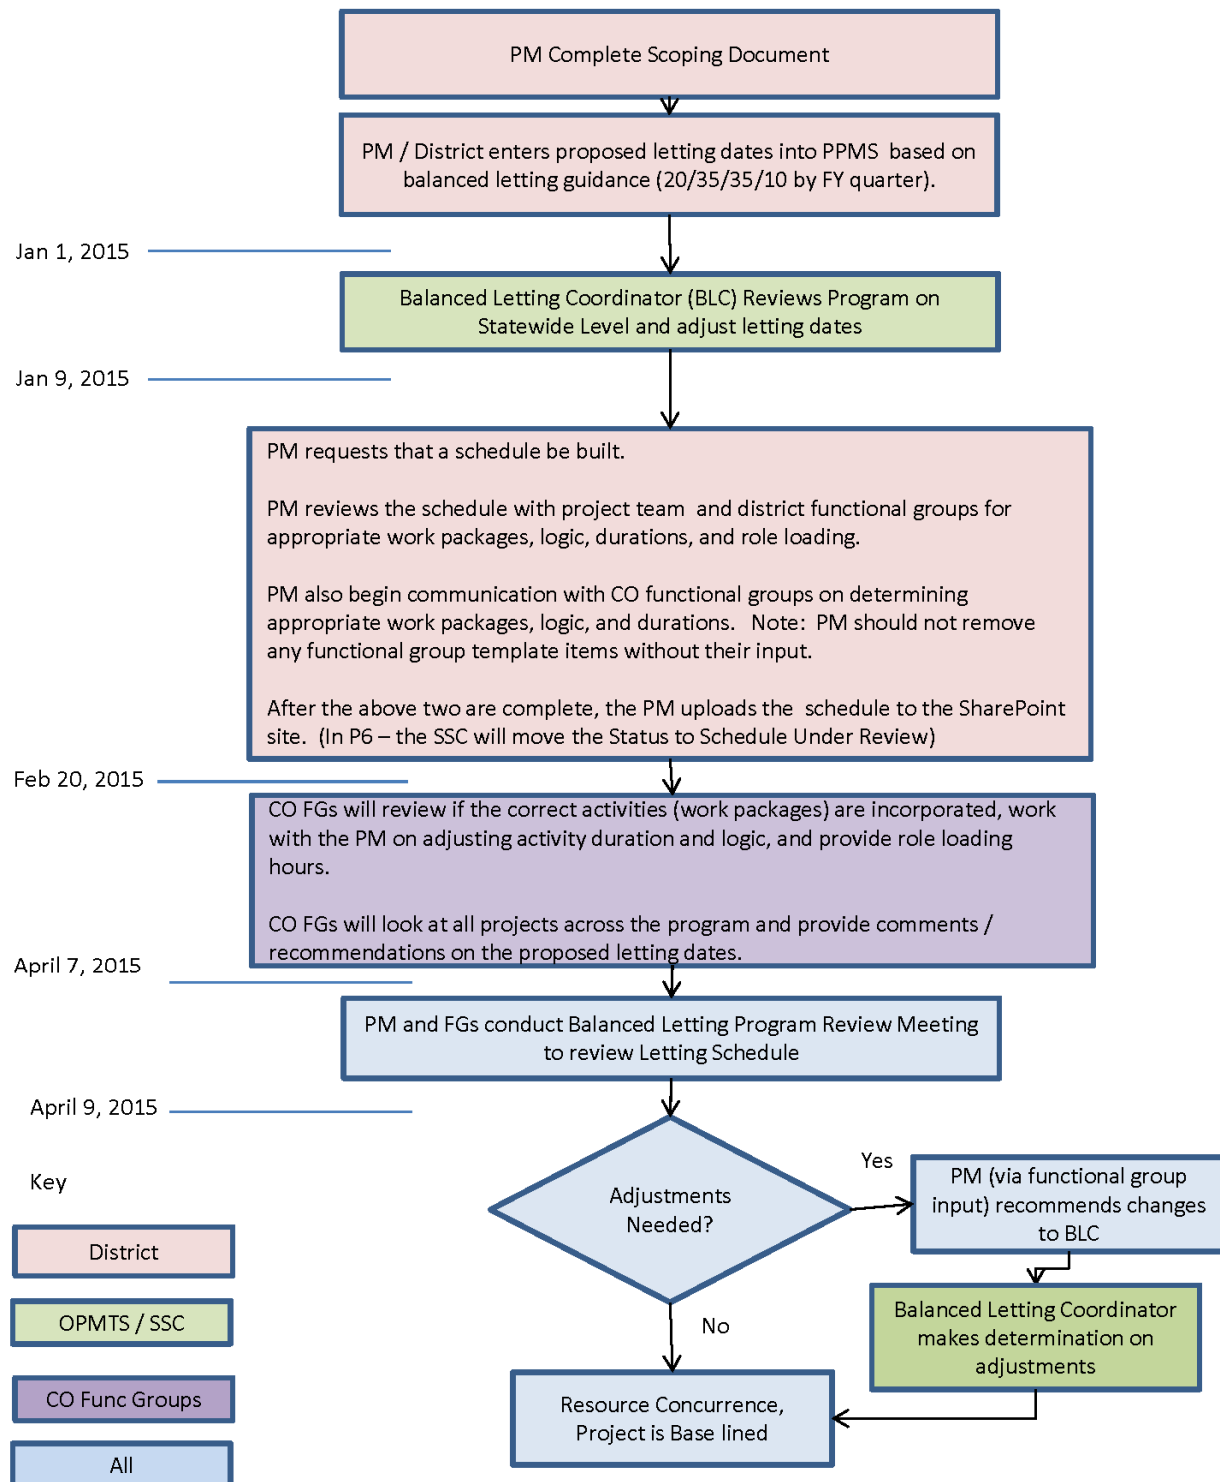 PM Complete Scoping Document
PM / District enters proposed letting dates into PPMS based on
balanced letting guidance (20/35/35/10 by FY quarter).
Jan 1, 2015
Balanced Letting Coordinator (BLC) Reviews Program on
Statewide Level and adjust letting dates
Jan 9, 2015
PM requests that a schedule be built.
PM reviews the schedule with project team and district functional groups for
appropriate work packages, logic, durations, and role loading.
PM also begin communication with CO functional groups on determining
appropriate work packages, logic, and durations. Note: PM should not remove
any functional group template items without their input.
After the above two are complete, the PM uploads the schedule to the SharePoint
site. (In P6 – the SSC will move the Status to Schedule Under Review)
Feb 20, 2015
CO FGs will review if the correct activities (work packages) are incorporated, work
with the PM on adjusting activity duration and logic, and provide role loading
hours.
CO FGs will look at all projects across the program and provide comments /
recommendations on the proposed letting dates.
April 7, 2015
PM and FGs conduct Balanced Letting Program Review Meeting
to review Letting Schedule
April 9, 2015
Adjustments
Needed?
Yes
PM (via functional group
input) recommends changes
to BLC
Balanced Letting Coordinator
makes determination on
adjustments
No
Resource Concurrence,
Project is Base lined
Key
District
OPMTS / SSC
CO Func Groups
All